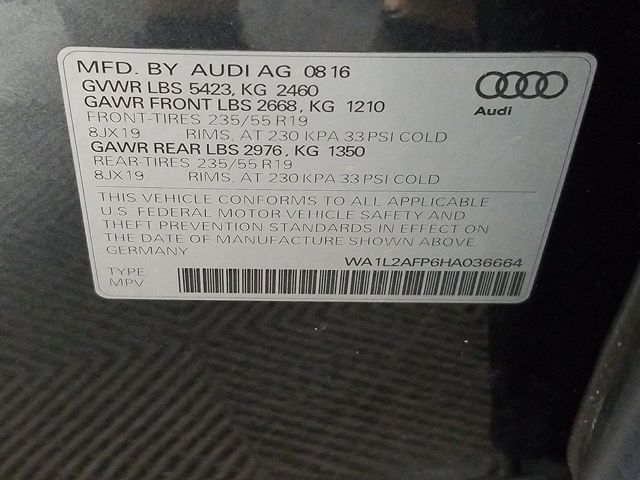 MFD. BY AUDI AG 08 16
GVWR LBS 5423, KG 2460
GAWR FRONT LBS 2668, KG 1210
FRONT-TIRES 235/55 R19
8JX19 RIMS, AT 230 KPA 33 PSI COLD
GAWR REAR LBS 2976, KG 1350
REAR-TIRES 235/55 R19
8JX19 RIMS, AT 230 KPA 33 PSI COLD
Audi
THIS VEHICLE CONFORMS TO ALL APPLICABLE
U.S. FEDERAL MOTOR VEHICLE SAFETY AND
THEFT PREVENTION STANDARDS IN EFFECT ON
THE DATE OF MANUFACTURE SHOWN ABOVE
GERMANY
WA1L2AFP6HA036664
TYPE
MPV